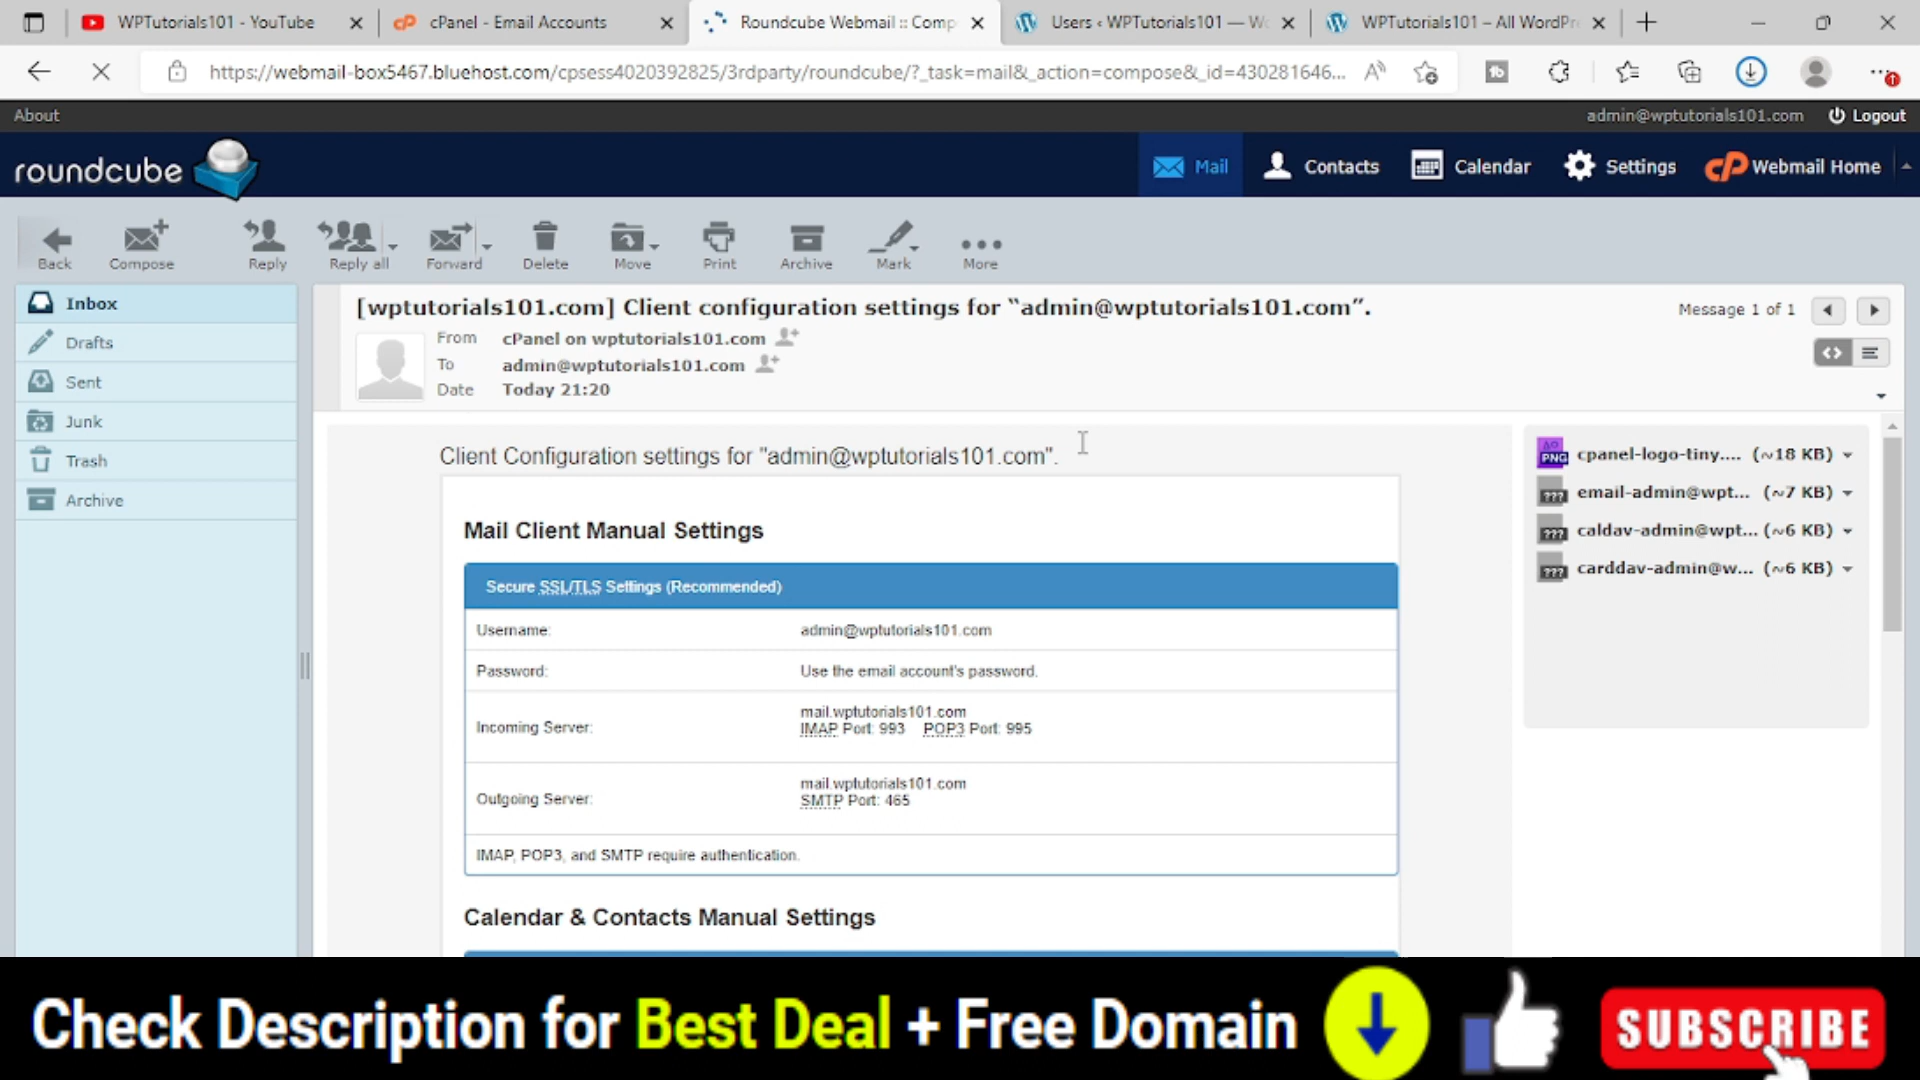 WPTutorials101 - YouTube
cPanel - Email Accounts
Roundcube Webmail :: Comp
Users ‹ WPTutorials101 — W
WPTutorials101 – All WordPr
https://webmail-box5467.bluehost.com/cpsess4020392825/3rdparty/roundcube/?_task=mail&_action=compose&_id=430281646...
About
admin@wptutorials101.com
Logout
roundcube
Mail
Contacts
Calendar
Settings
cP Webmail Home
Back
Compose
Reply
Reply all
Forward
Delete
Move
Print
Archive
Mark
More
Inbox
Drafts
Sent
Junk
Trash
Archive
[wptutorials101.com] Client configuration settings for “admin@wptutorials101.com”.
Message 1 of 1
From cPanel on wptutorials101.com
To admin@wptutorials101.com
Date Today 21:20
Client Configuration settings for "admin@wptutorials101.com".
Mail Client Manual Settings
Secure SSL/TLS Settings (Recommended)
Username: admin@wptutorials101.com
Password: Use the email account's password.
Incoming Server: mail.wptutorials101.com
IMAP Port: 993 POP3 Port: 995
Outgoing Server: mail.wptutorials101.com
SMTP Port: 465
IMAP, POP3, and SMTP require authentication.
Calendar & Contacts Manual Settings
PNG cpanel-logo-tiny.... (~18 KB)
??? email-admin@wpt... (~7 KB)
??? caldav-admin@wpt... (~6 KB)
??? carddav-admin@w... (~6 KB)
Check Description for Best Deal + Free Domain
SUBSCRIBE